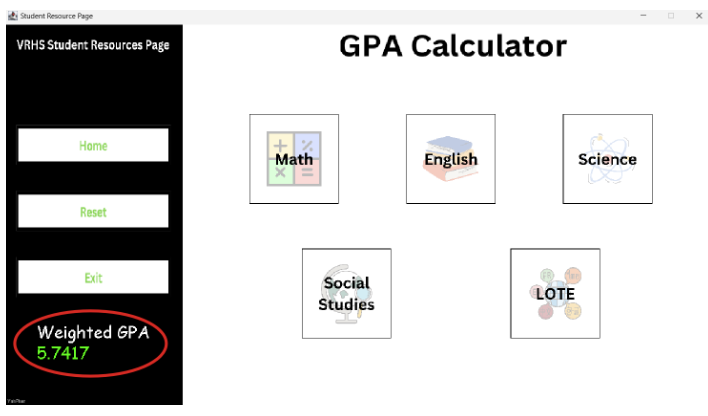 Student Resource Page
VRHS Student Resources Page
GPA Calculator
Home
Reset
Exit
Weighted GPA
5.7417
Math
English
Science
Social
Studies
LOTE